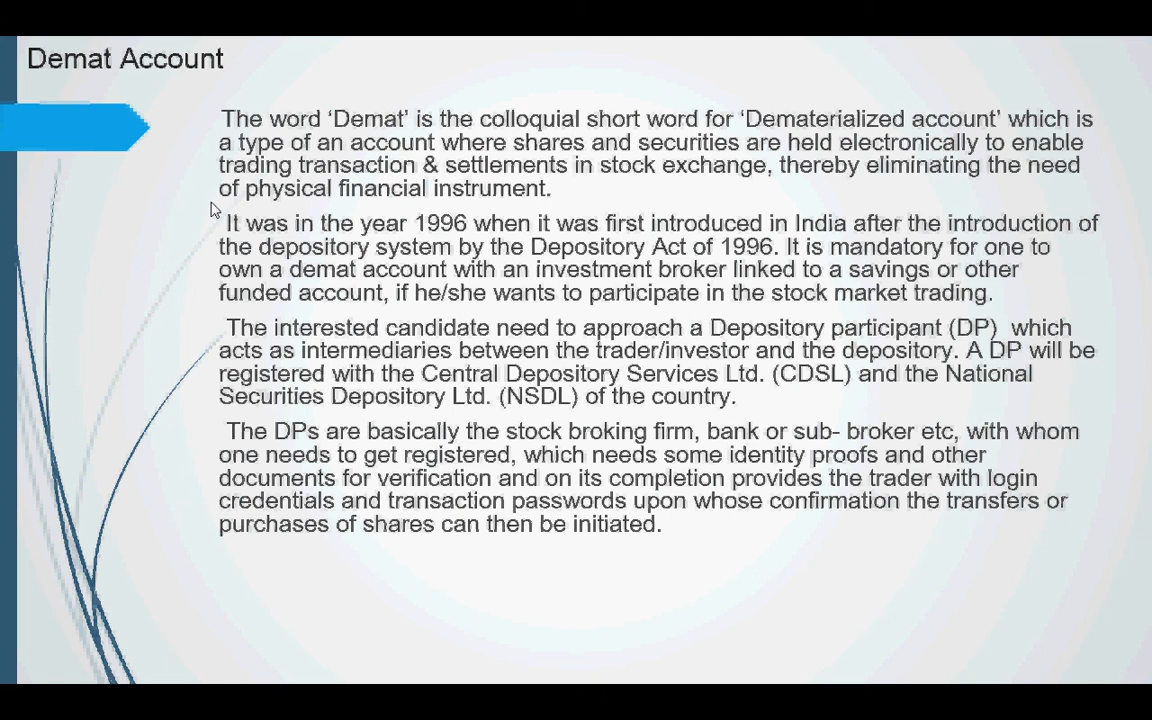 Demat Account
The word ‘Demat’ is the colloquial short word for ‘Dematerialized account’ which is
a type of an account where shares and securities are held electronically to enable
trading transaction & settlements in stock exchange, thereby eliminating the need
of physical financial instrument.
It was in the year 1996 when it was first introduced in India after the introduction of
the depository system by the Depository Act of 1996. It is mandatory for one to
own a demat account with an investment broker linked to a savings or other
funded account, if he/she wants to participate in the stock market trading.
The interested candidate need to approach a Depository participant (DP) which
acts as intermediaries between the trader/investor and the depository. A DP will be
registered with the Central Depository Services Ltd. (CDSL) and the National
Securities Depository Ltd. (NSDL) of the country.
The DPs are basically the stock broking firm, bank or sub- broker etc, with whom
one needs to get registered, which needs some identity proofs and other
documents for verification and on its completion provides the trader with login
credentials and transaction passwords upon whose confirmation the transfers or
purchases of shares can then be initiated.